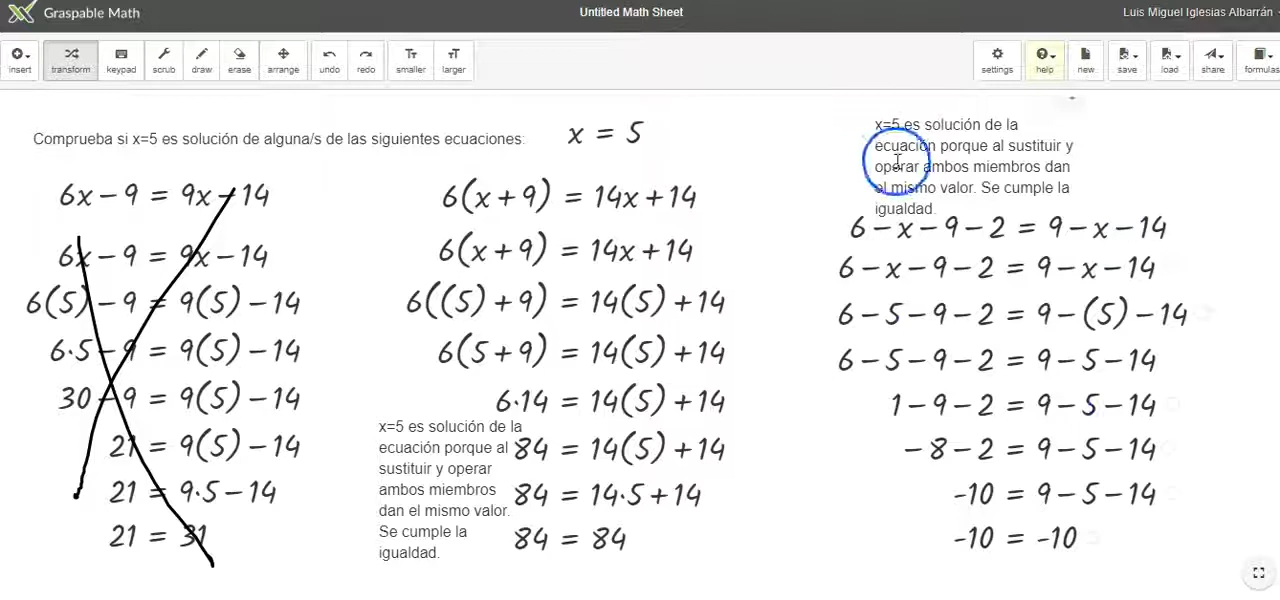 Graspable Math
Untitled Math Sheet
Luis Miguel Iglesias Albarrán
insert
transform
keypad
scrub
draw
erase
arrange
undo
redo
smaller
larger
settings
help
new
save
load
share
formulas
Comprueba si x=5 es solución de alguna/s de las siguientes ecuaciones:
x = 5
6x − 9 = 9x − 14
6x − 9 = 9x − 14
6(5) − 9 = 9(5) − 14
6·5 − 9 = 9(5) − 14
30 − 9 = 9(5) − 14
21 = 9(5) − 14
21 = 9·5 − 14
21 = 31
6(x + 9) = 14x + 14
6(x + 9) = 14x + 14
6((5) + 9) = 14(5) + 14
6(5 + 9) = 14(5) + 14
6·14 = 14(5) + 14
84 = 14(5) + 14
84 = 14·5 + 14
84 = 84
x=5 es solución de la
ecuación porque al
sustituir y operar
ambos miembros
dan el mismo valor.
Se cumple la
igualdad.
x=5 es solución de la
ecuación porque al sustituir y
operar ambos miembros dan
el mismo valor. Se cumple la
igualdad.
6 − x − 9 − 2 = 9 − x − 14
6 − x − 9 − 2 = 9 − x − 14
6 − 5 − 9 − 2 = 9 − (5) − 14
6 − 5 − 9 − 2 = 9 − 5 − 14
1 − 9 − 2 = 9 − 5 − 14
−8 − 2 = 9 − 5 − 14
-10 = 9 − 5 − 14
-10 = -10